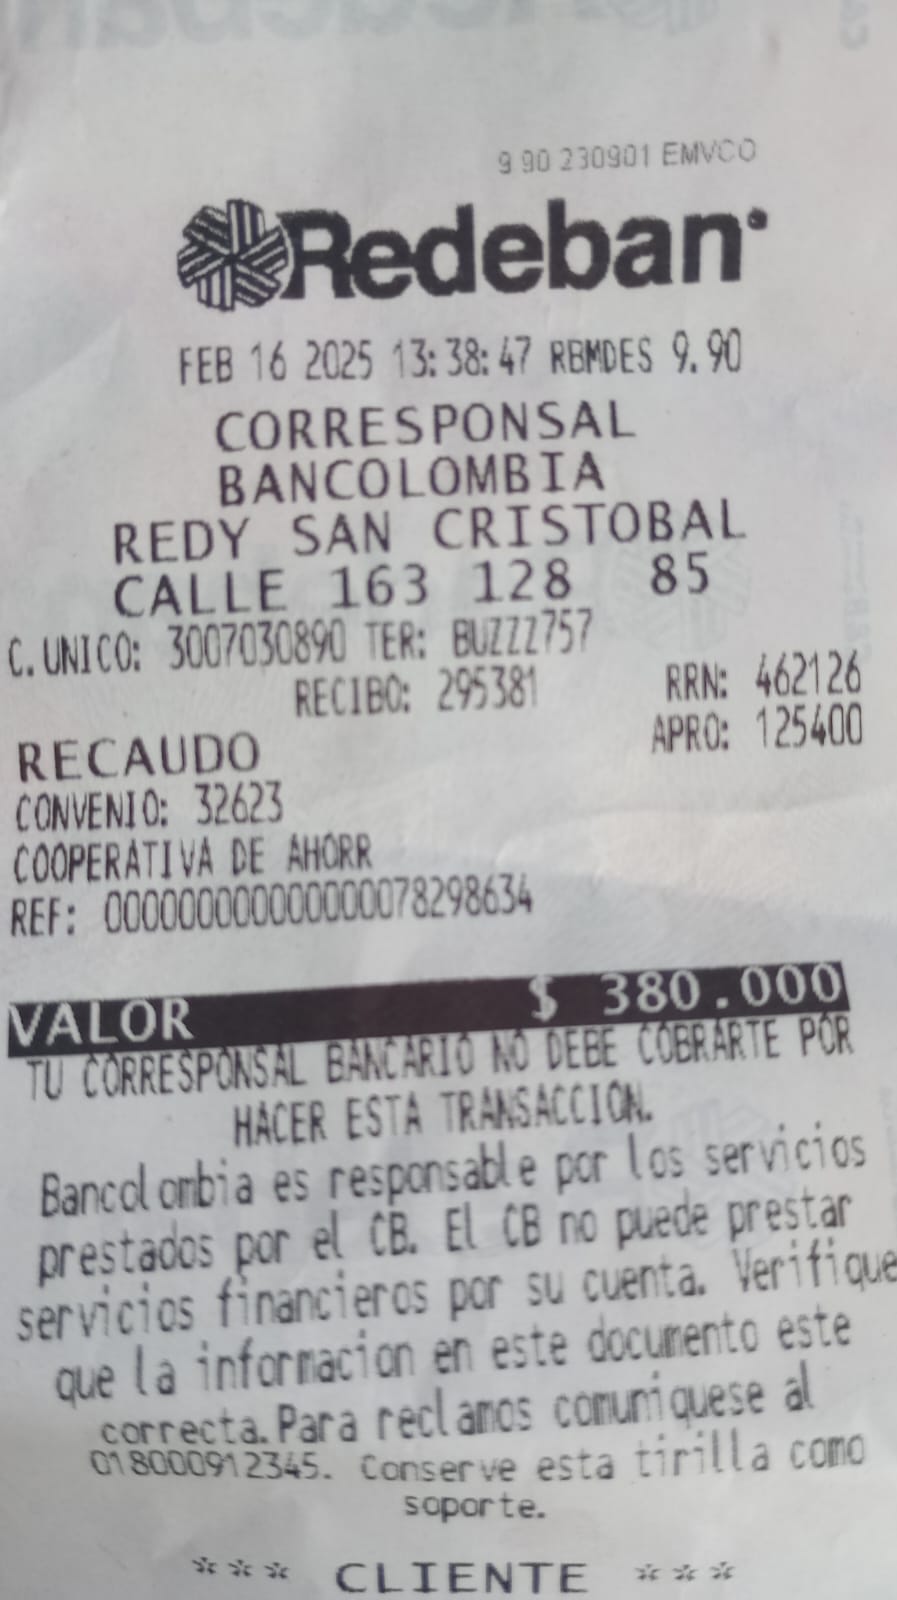 9 90 230901 EMVCO
Redeban
FEB 16 2025 13:38:47 RBMDES 9.90
CORRESPONSAL
BANCOLOMBIA
REDY SAN CRISTOBAL
CALLE 163 128 85
C.UNICO: 3007030890 TER: BUZZZ757
RECIBO: 295381 RRN: 462126
RECAUDO APRO: 125400
CONVENIO: 32623
COOPERATIVA DE AHORR
REF: 0000000000000000078298634
VALOR $ 380.000
TU CORRESPONSAL BANCARIO NO DEBE COBRARTE POR
HACER ESTA TRANSACCION.
Bancolombia es responsable por los servicios
prestados por el CB. El CB no puede prestar
servicios financieros por su cuenta. Verifique
que la informacion en este documento este
correcta.Para reclamos comuniquese al
018000912345. Conserve esta tirilla como
soporte.
*** CLIENTE ***